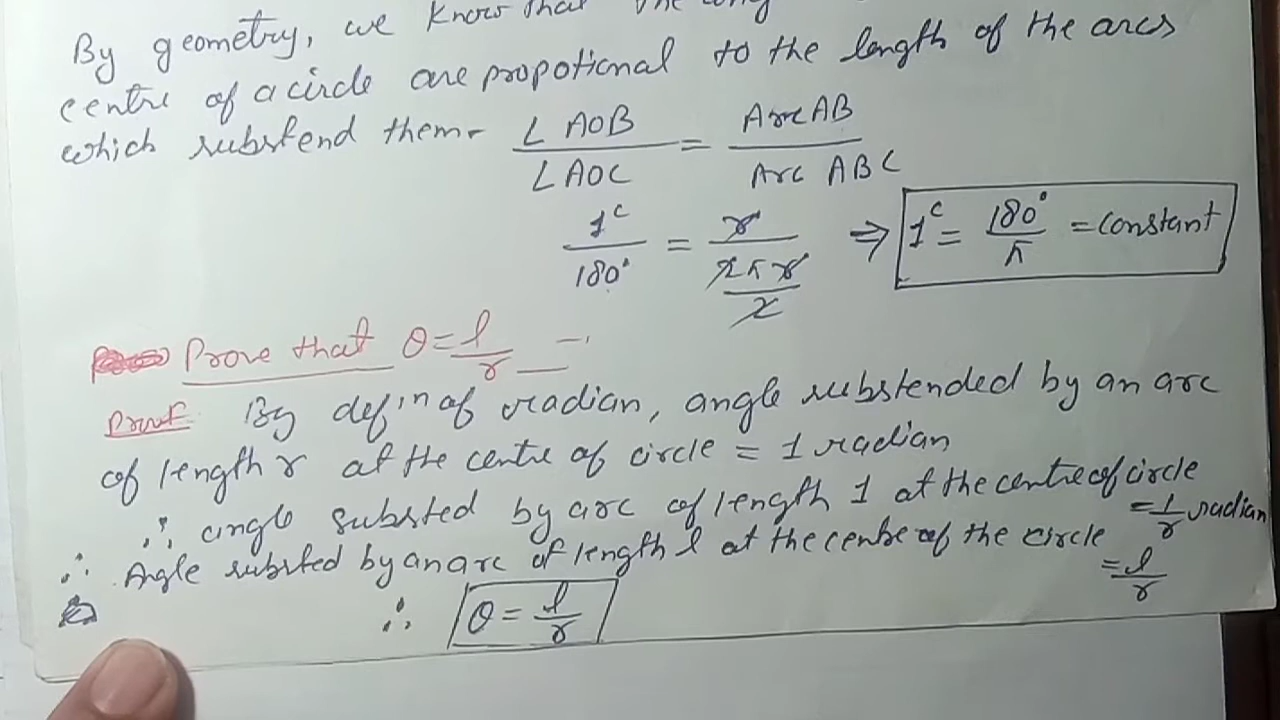 By geometry, we know that the
centre of a circle are propotional to the length of the arcs
which substend them- ∠AOB / ∠AOC = Arc AB / Arc ABC
1ᶜ / 180° = r / (2πr / 2) ⇒ 1ᶜ = 180° / π = constant
Prove that θ = l / r
Proof. By defⁱⁿ of radian, angle substended by an arc
of length r at the centre of circle = 1 radian
∴ angle substed by arc of length 1 at the centre of circle = 1 / r radian
∴ Angle substed by an arc of length l at the centre of the circle = l / r
∴ θ = l / r